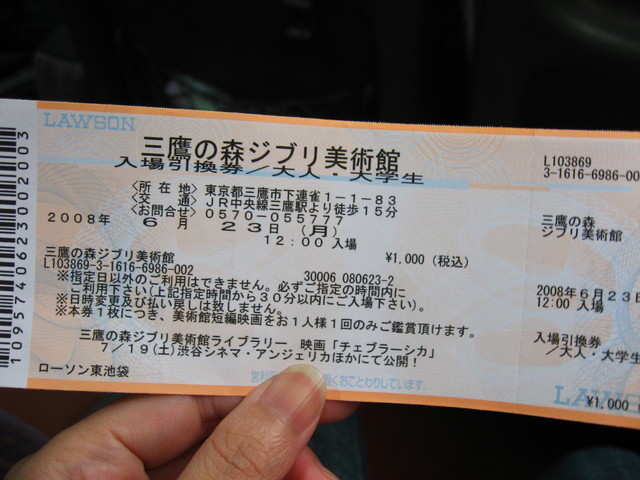 LAWSON
三鷹の森ジブリ美術館
入場引換券／大人・大学生
<所 在 地> 東京都三鷹市下連雀1-1-83
<交 通> JR中央線三鷹駅より徒歩15分
<お問合せ> 0570-055777
2008年 6月 23日 (月)
12:00 入場
三鷹の森ジブリ美術館
¥1,000 (税込)
L103869-3-1616-6986-002
30006 080623-2
※指定日以外のご利用はできません。必ずご指定の時間内に
ご利用下さい(上記指定時間から30分以内にご入場下さい)。
※日時変更及び払い戻しは致しません。
※本券1枚につき、美術館短編映画をお1人様1回のみご鑑賞頂けます。
三鷹の森ジブリ美術館ライブラリー 映画「チェブラーシカ」
7/19(土)渋谷シネマ・アンジェリカほかにて公開！
ローソン東池袋
くおことわりしています。
1095740623002003
L103869
3-1616-6986-00
三鷹の森
ジブリ美術館
2008年6月23日
12:00 入場
入場引換券
／大人・大学生
¥1,000